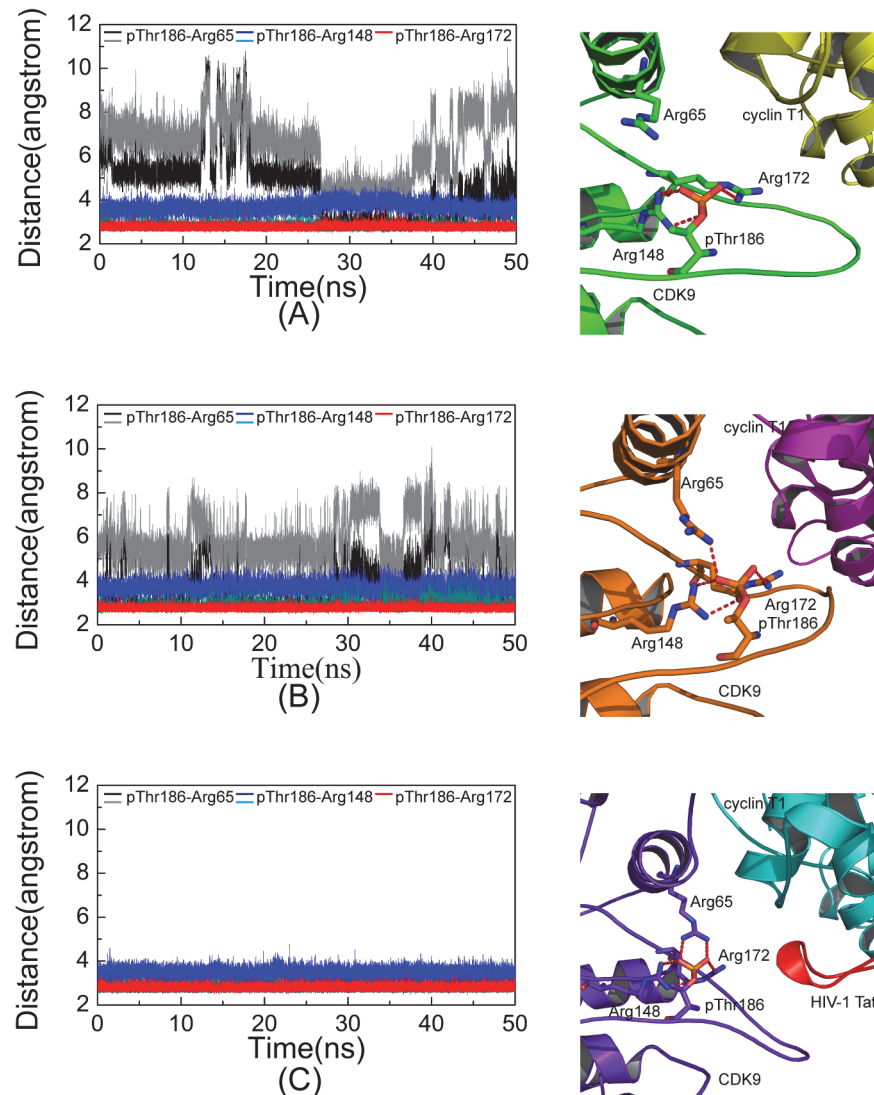 12
10
8
6
4
2
Distance(angstrom)
pThr186-Arg65 pThr186-Arg148 pThr186-Arg172
0 10 20 30 40 50
Time(ns)
(A)
Arg65
cyclin T1
Arg172
Arg148
pThr186
CDK9
12
10
8
6
4
2
Distance(angstrom)
pThr186-Arg65 pThr186-Arg148 pThr186-Arg172
0 10 20 30 40 50
Time(ns)
(B)
cyclin T1
Arg65
Arg172
pThr186
Arg148
CDK9
12
10
8
6
4
2
Distance(angstrom)
pThr186-Arg65 pThr186-Arg148 pThr186-Arg172
0 10 20 30 40 50
Time(ns)
(C)
cyclin T1
Arg65
Arg172
pThr186
Arg148
HIV-1 Tat
CDK9